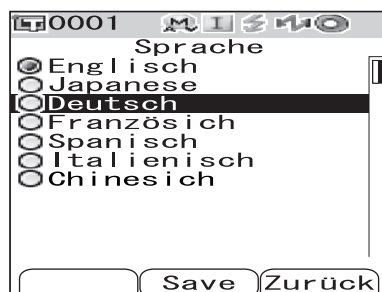 0001 M I
Sprache
Englisch
Japanese
Deutsch
Französich
Spanisch
Italienisch
Chinesich
Save Zurück